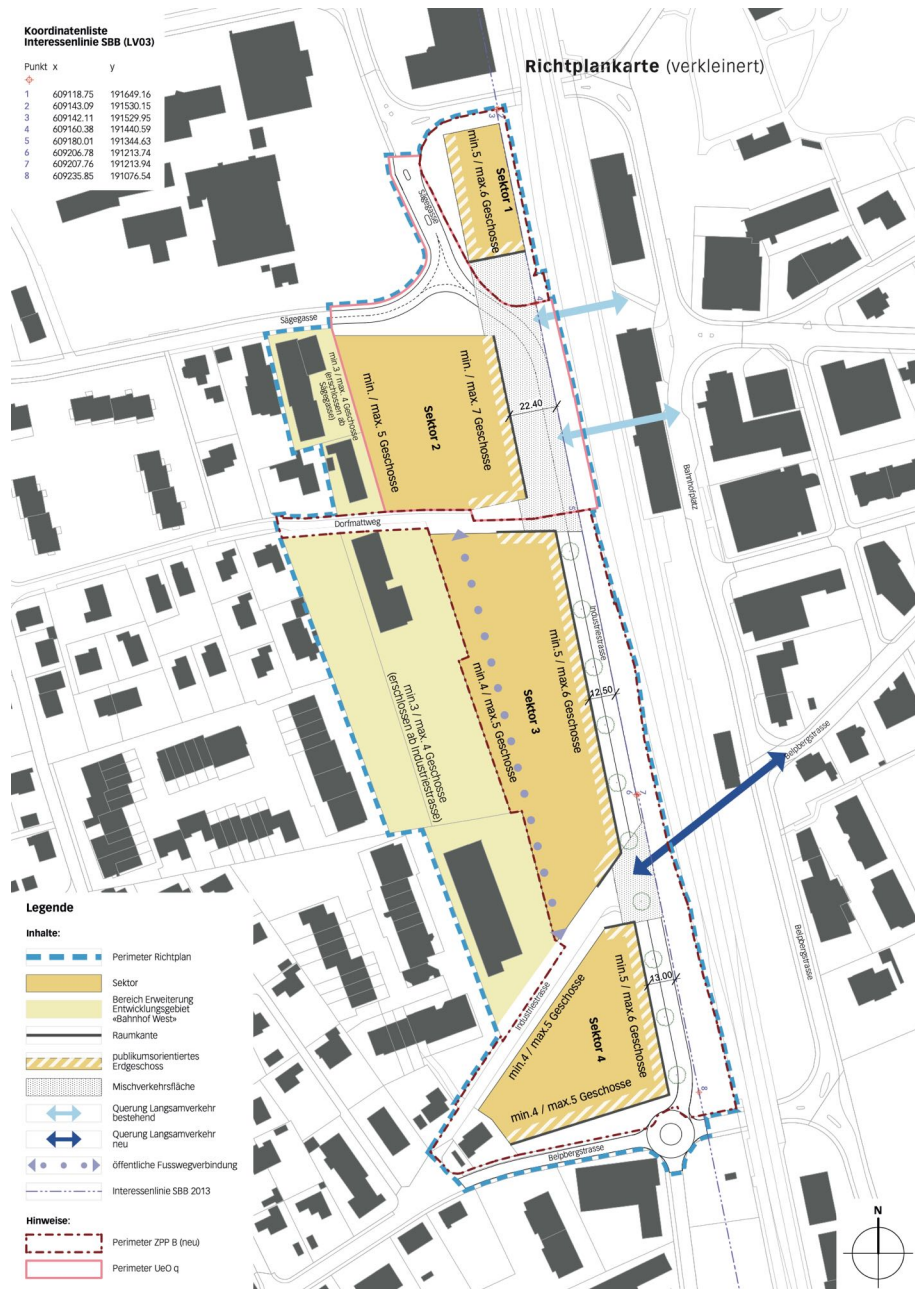 Koordinatenliste
Interessenlinie SBB (LV03)
Punkt x y
1 609118.75 191649.16
2 609143.09 191530.15
3 609142.11 191529.95
4 609160.38 191440.59
5 609180.01 191344.63
6 609206.78 191213.74
7 609207.76 191213.94
8 609235.85 191076.54
Richtplankarte (verkleinert)
3
2
Sektor 1
min.5 / max.6 Geschosse
Sägegasse
4
Sägegasse
min.3 / max. 4 Geschosse
(erschlossen ab
Sägegasse)
min. / max. 5 Geschosse
Sektor 2
min. / max. 7 Geschosse
22.40
Bahnhofplatz
5
Dorfmattweg
Industriestrasse
min.5 / max.6 Geschosse
12.50
Sektor 3
min.4 / max.5 Geschosse
min.3 / max. 4 Geschosse
(erschlossen ab Industriestrasse)
Belpbergstrasse
6
7
Belpbergstrasse
Industriestrasse
13.00
min.5 / max.6 Geschosse
Sektor 4
min.4 / max.5 Geschosse
min.4 / max.5 Geschosse
8
Belpbergstrasse
Legende
Inhalte:
Perimeter Richtplan
Sektor
Bereich Erweiterung
Entwicklungsgebiet
«Bahnhof West»
Raumkante
publikumsorientiertes
Erdgeschoss
Mischverkehrsfläche
Querung Langsamverkehr
bestehend
Querung Langsamverkehr
neu
öffentliche Fusswegverbindung
Interessenlinie SBB 2013
Hinweise:
Perimeter ZPP B (neu)
Perimeter UeO q
N